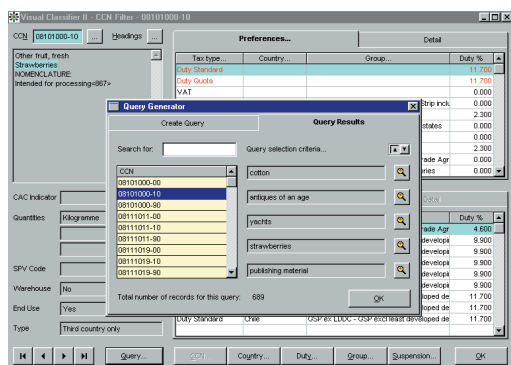 Visual Classifier II - CCN Filter - 08101000-10
CCN 08101000-10 ... Headings ...
Other fruit, fresh
Strawberries
NOMENCLATURE:
Intended for processing<867>
CAC Indicator
Quantities Kilogramme
SPV Code
Warehouse No
End Use Yes
Type Third country only
Preferences... Detail
Tax type... Country... Group... Duty %
Duty Standard 11.700
Duty Quota 11.700
VAT 0.000
Strip inclu 0.000
2.300
states 0.000
2.300
rade Agr 0.000
ries 0.000
Query Generator
Create Query Query Results
Search for: Query selection criteria...
CCN
08101000-00
08101000-10
08101000-90
08111011-00
08111011-10
08111011-90
08111019-00
08111019-10
08111019-90
cotton
antiques of an age
yachts
strawberries
publishing material
Total number of records for this query: 689 OK
Detail
Duty %
rade Agr 4.600
developi 9.900
developi 9.900
developi 9.900
developi 9.900
developi 9.900
loped de 11.700
loped de 11.700
Duty Standard Chile GSP ex LDDC - GSP excl least developed de 11.700
Query... CCN... Country... Duty... Group... Suspension... OK